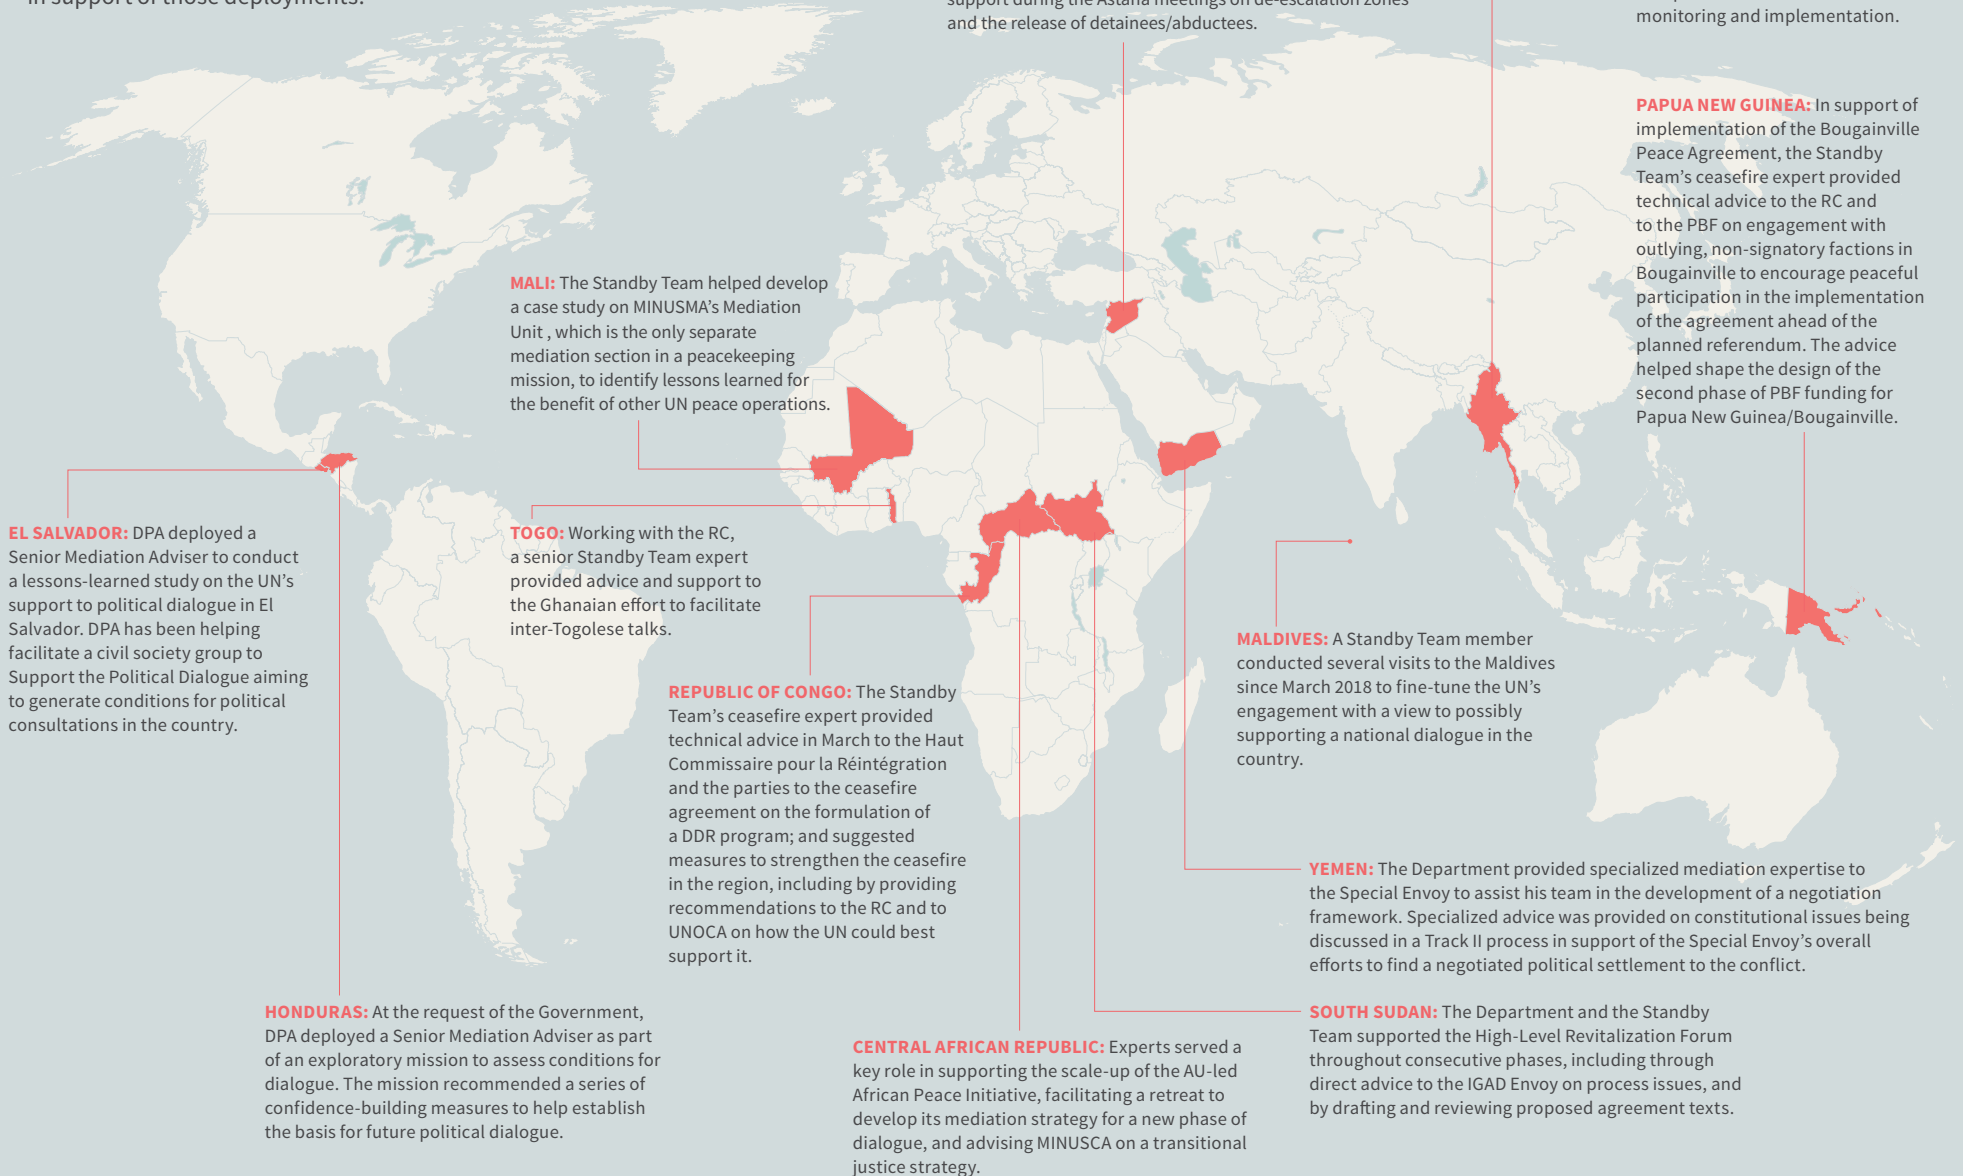 in support of those deployments.
support during the Astana meetings on de-escalation zones
and the release of detainees/abductees.
monitoring and implementation.
PAPUA NEW GUINEA: In support of
implementation of the Bougainville
Peace Agreement, the Standby
Team’s ceasefire expert provided
technical advice to the RC and
to the PBF on engagement with
outlying, non-signatory factions in
Bougainville to encourage peaceful
participation in the implementation
of the agreement ahead of the
planned referendum. The advice
helped shape the design of the
second phase of PBF funding for
Papua New Guinea/Bougainville.
MALI: The Standby Team helped develop
a case study on MINUSMA’s Mediation
Unit , which is the only separate
mediation section in a peacekeeping
mission, to identify lessons learned for
the benefit of other UN peace operations.
EL SALVADOR: DPA deployed a
Senior Mediation Adviser to conduct
a lessons-learned study on the UN’s
support to political dialogue in El
Salvador. DPA has been helping
facilitate a civil society group to
Support the Political Dialogue aiming
to generate conditions for political
consultations in the country.
TOGO: Working with the RC,
a senior Standby Team expert
provided advice and support to
the Ghanaian effort to facilitate
inter-Togolese talks.
REPUBLIC OF CONGO: The Standby
Team’s ceasefire expert provided
technical advice in March to the Haut
Commissaire pour la Réintégration
and the parties to the ceasefire
agreement on the formulation of
a DDR program; and suggested
measures to strengthen the ceasefire
in the region, including by providing
recommendations to the RC and to
UNOCA on how the UN could best
support it.
MALDIVES: A Standby Team member
conducted several visits to the Maldives
since March 2018 to fine-tune the UN’s
engagement with a view to possibly
supporting a national dialogue in the
country.
YEMEN: The Department provided specialized mediation expertise to
the Special Envoy to assist his team in the development of a negotiation
framework. Specialized advice was provided on constitutional issues being
discussed in a Track II process in support of the Special Envoy’s overall
efforts to find a negotiated political settlement to the conflict.
HONDURAS: At the request of the Government,
DPA deployed a Senior Mediation Adviser as part
of an exploratory mission to assess conditions for
dialogue. The mission recommended a series of
confidence-building measures to help establish
the basis for future political dialogue.
CENTRAL AFRICAN REPUBLIC: Experts served a
key role in supporting the scale-up of the AU-led
African Peace Initiative, facilitating a retreat to
develop its mediation strategy for a new phase of
dialogue, and advising MINUSCA on a transitional
justice strategy.
SOUTH SUDAN: The Department and the Standby
Team supported the High-Level Revitalization Forum
throughout consecutive phases, including through
direct advice to the IGAD Envoy on process issues, and
by drafting and reviewing proposed agreement texts.